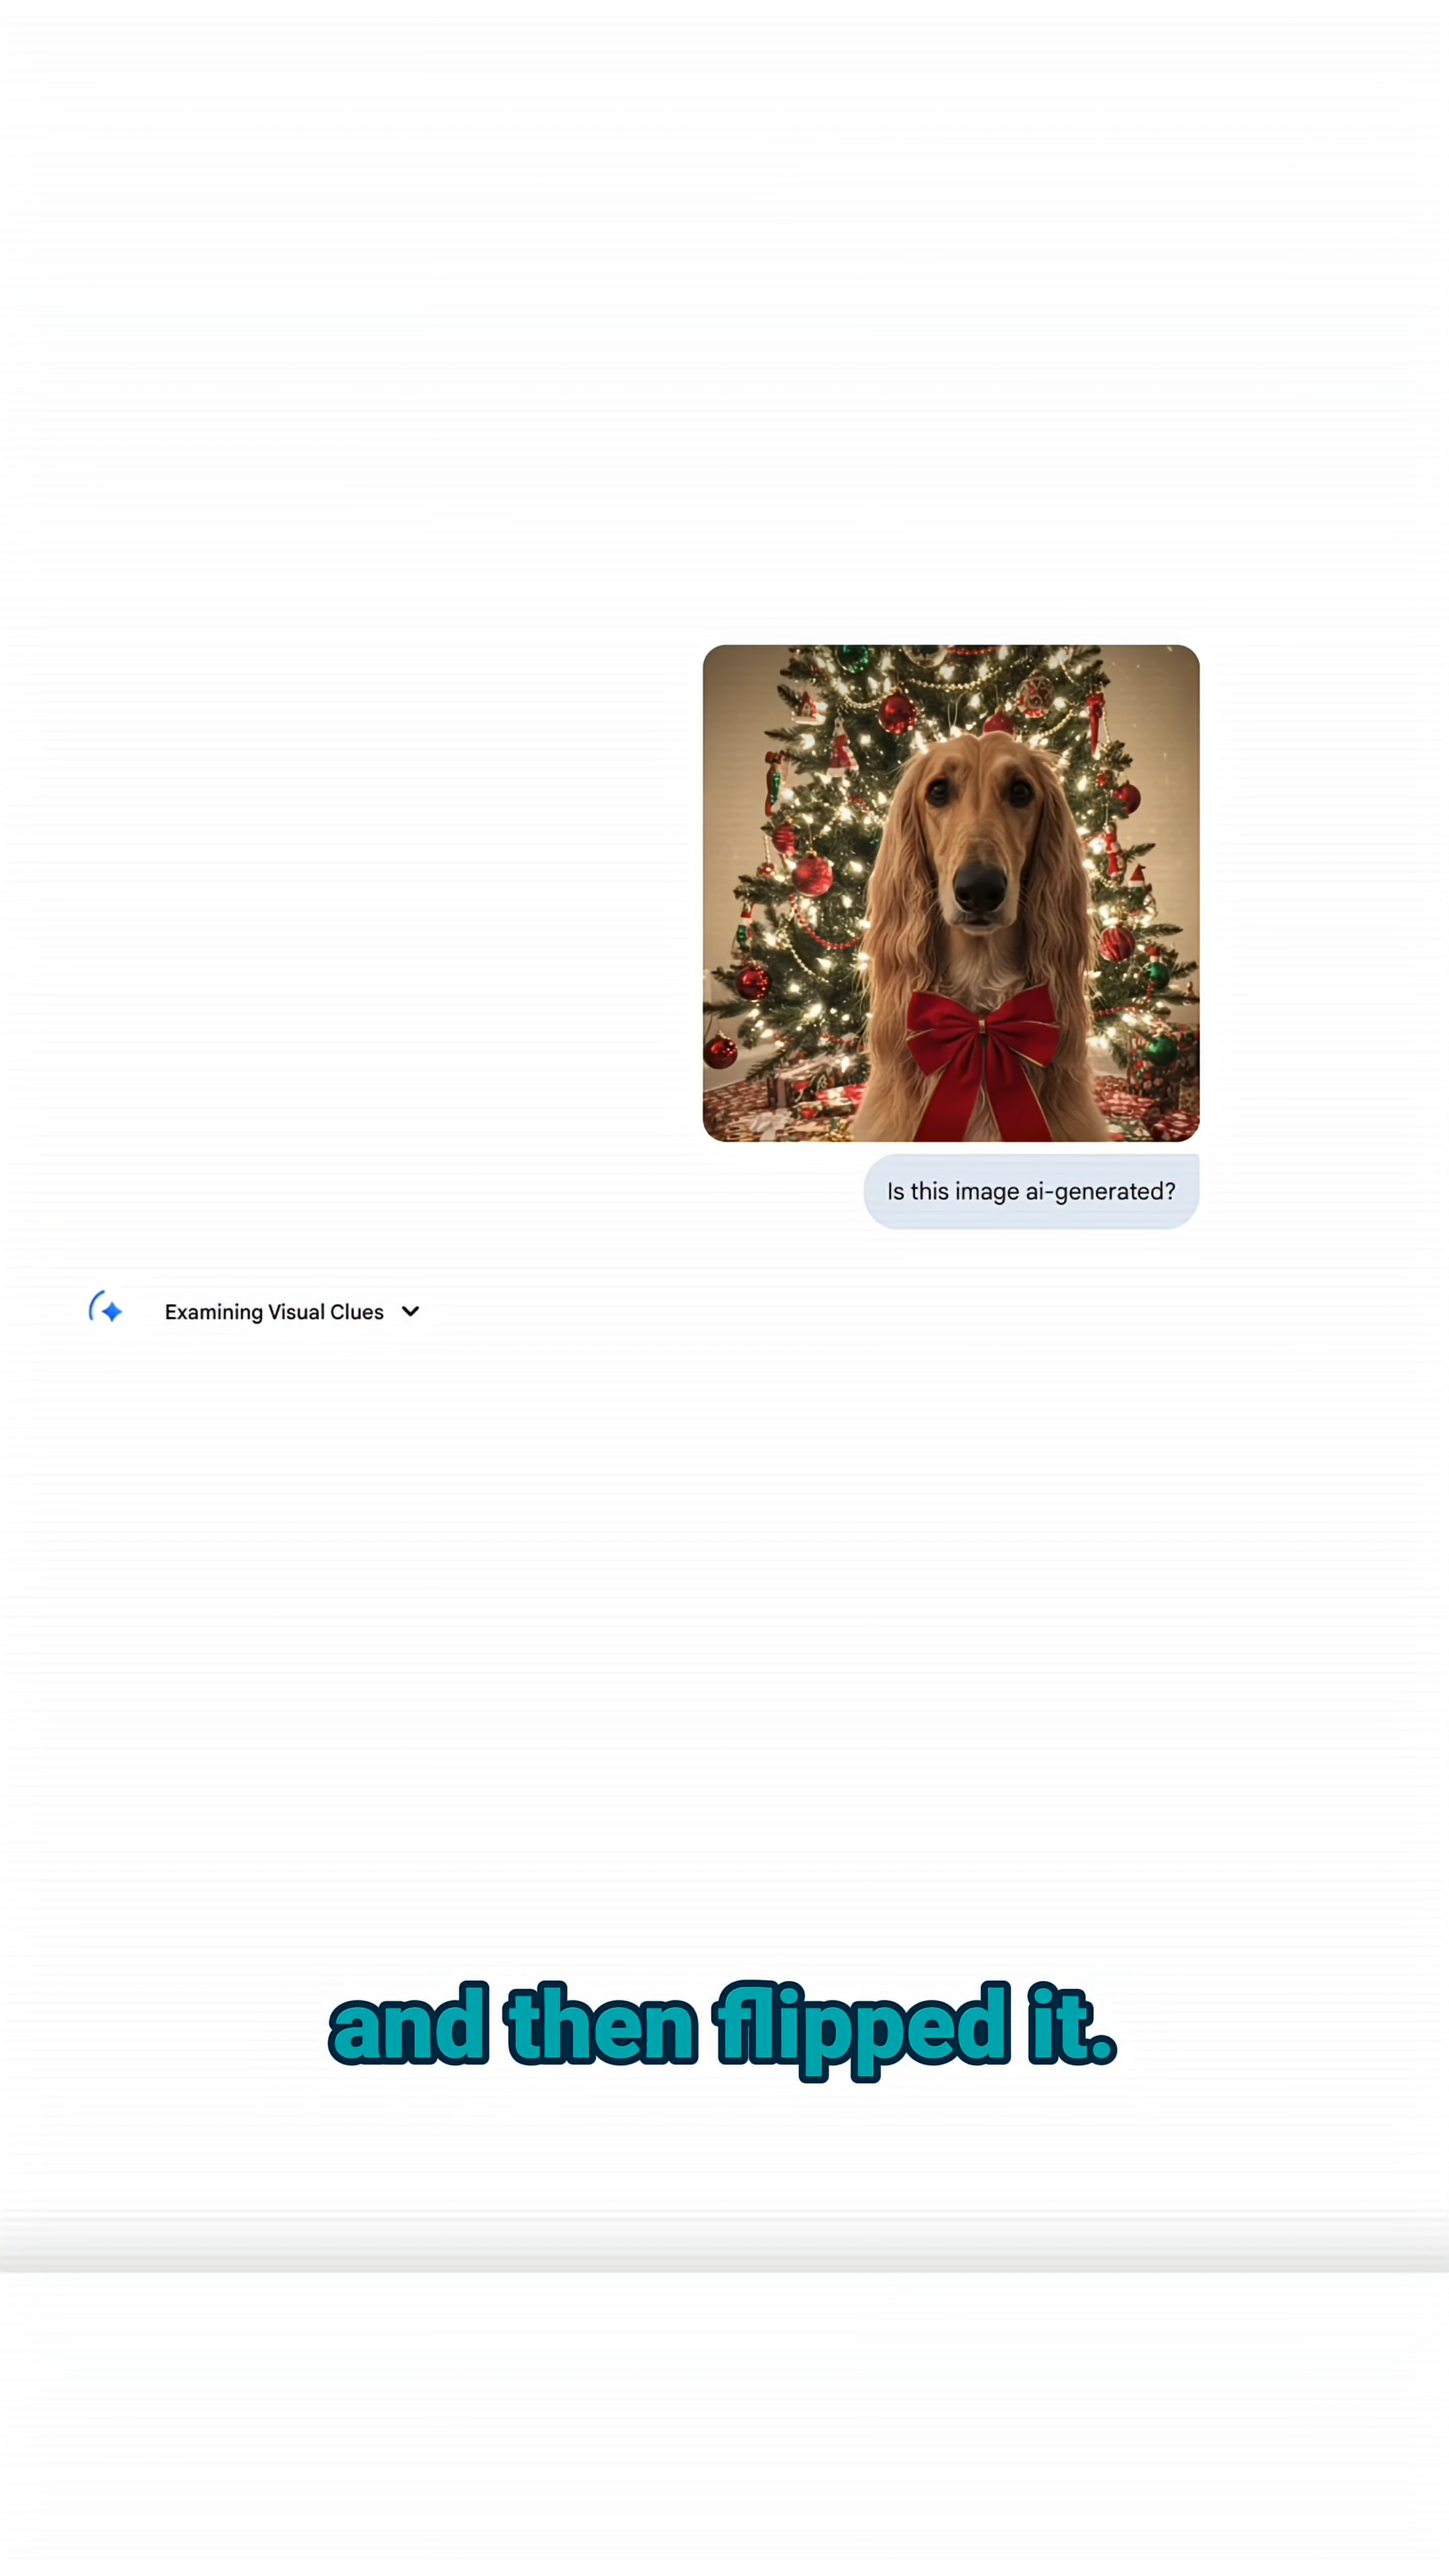 Is this image ai-generated?
Examining Visual Clues
and then flipped it.